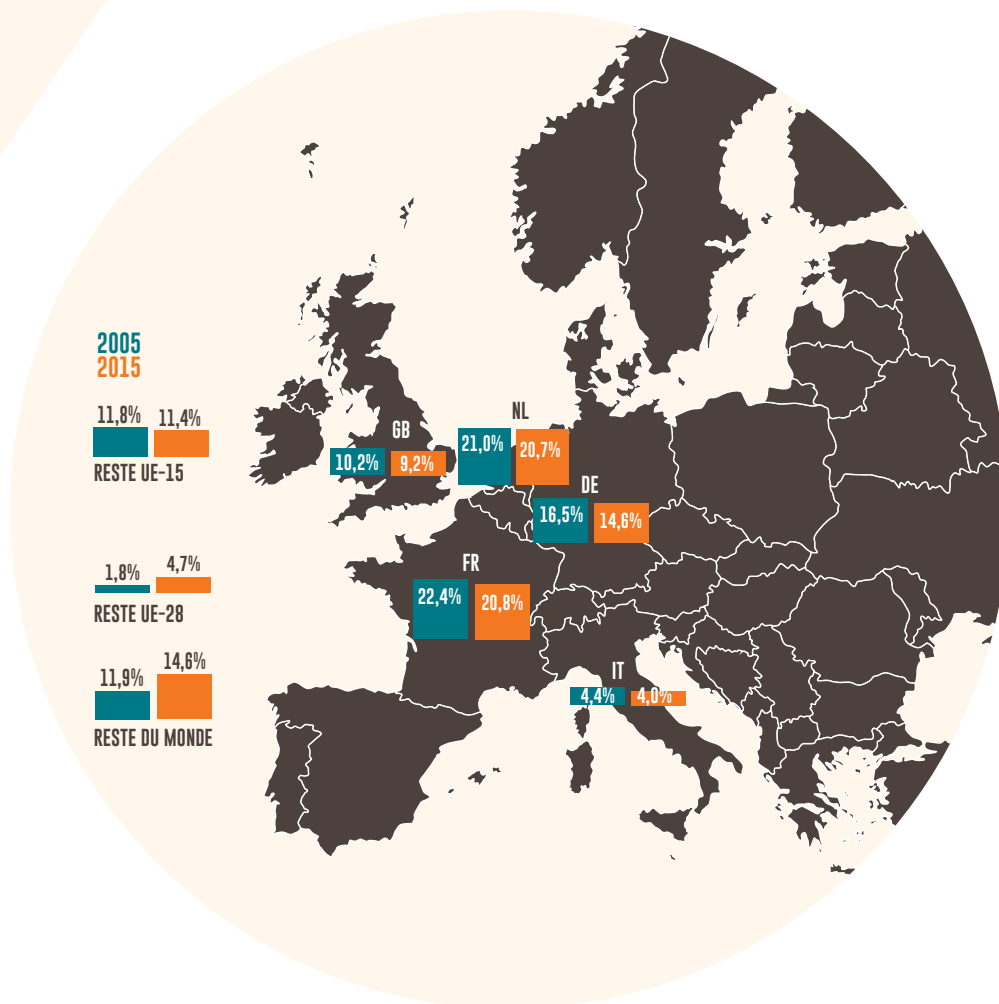 2005
2015
11,8% 11,4%
RESTE UE-15
1,8% 4,7%
RESTE UE-28
11,9% 14,6%
RESTE DU MONDE
GB
10,2% 9,2%
NL
21,0% 20,7%
DE
16,5% 14,6%
FR
22,4% 20,8%
IT
4,4% 4,0%